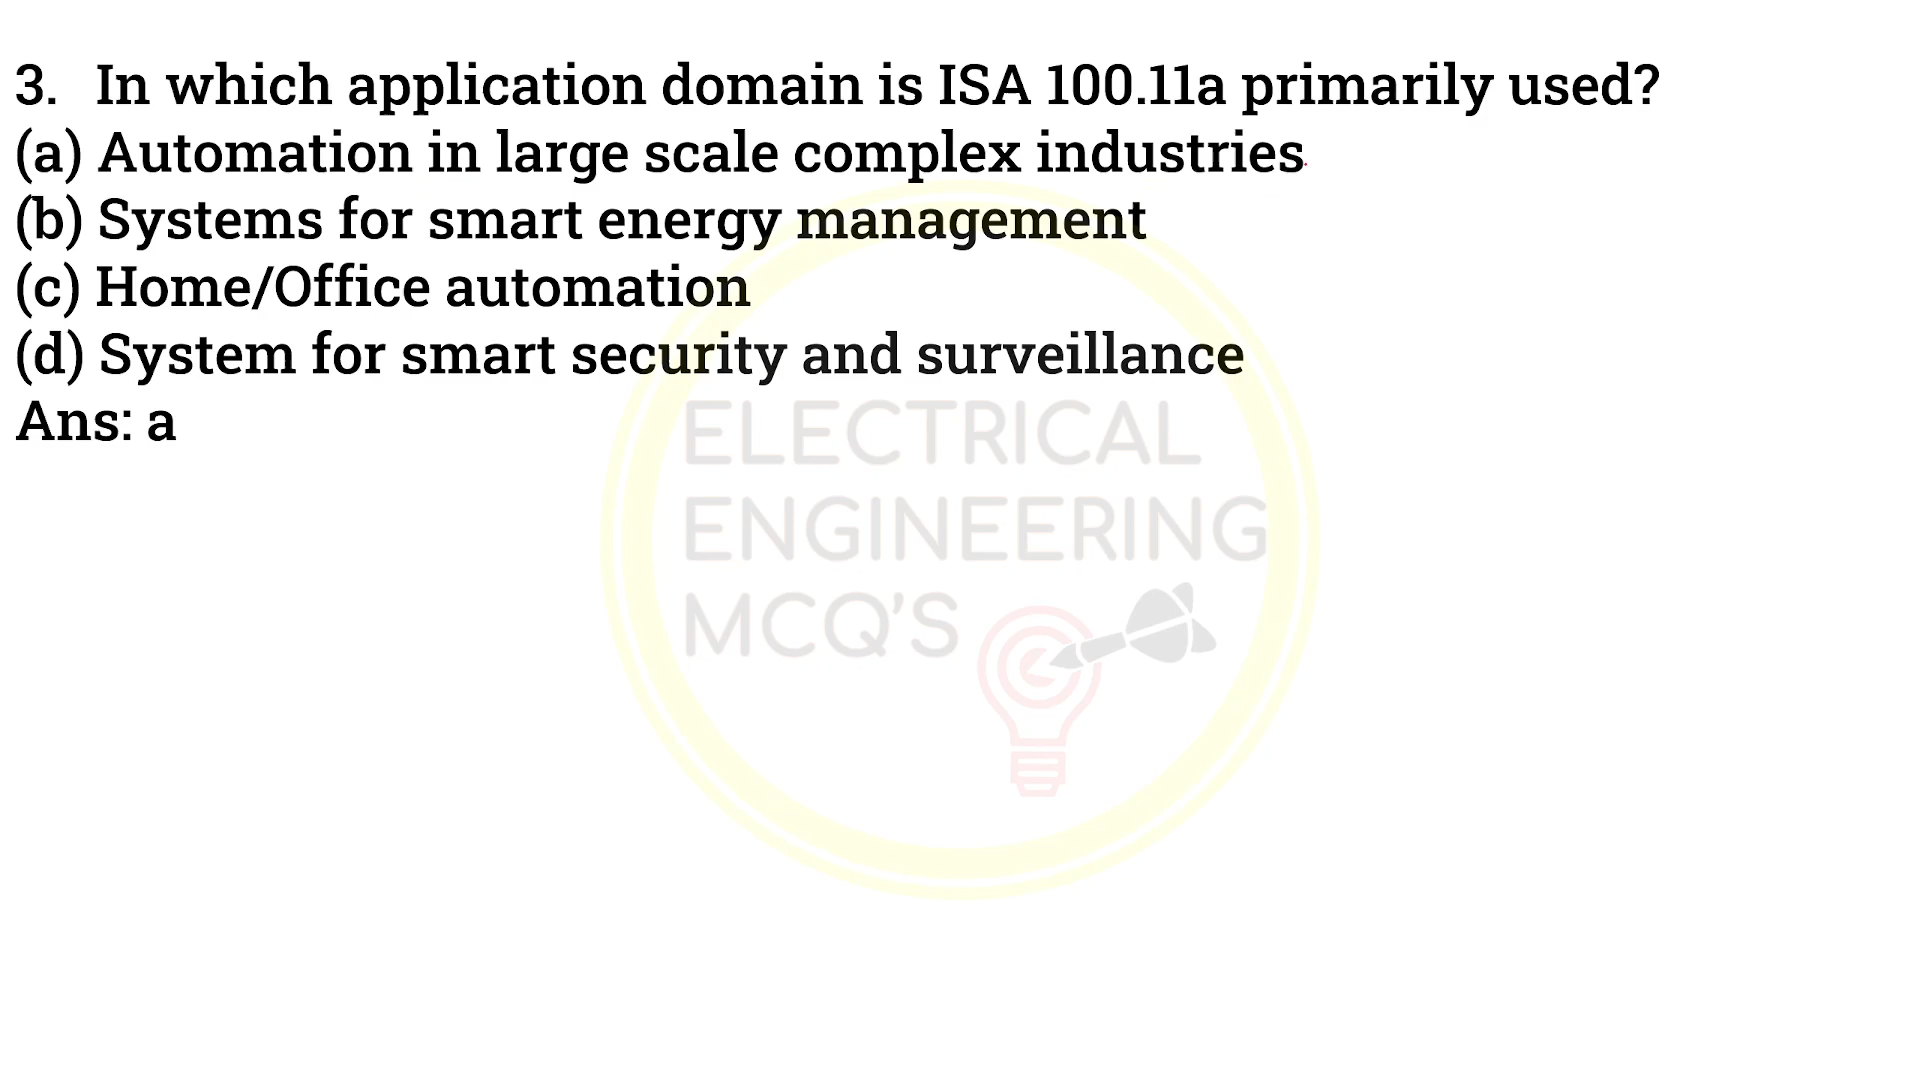 3. In which application domain is ISA 100.11a primarily used?
(a) Automation in large scale complex industries
(b) Systems for smart energy management
(c) Home/Office automation
(d) System for smart security and surveillance
Ans: a
ELECTRICAL
ENGINEERING
MCQ'S